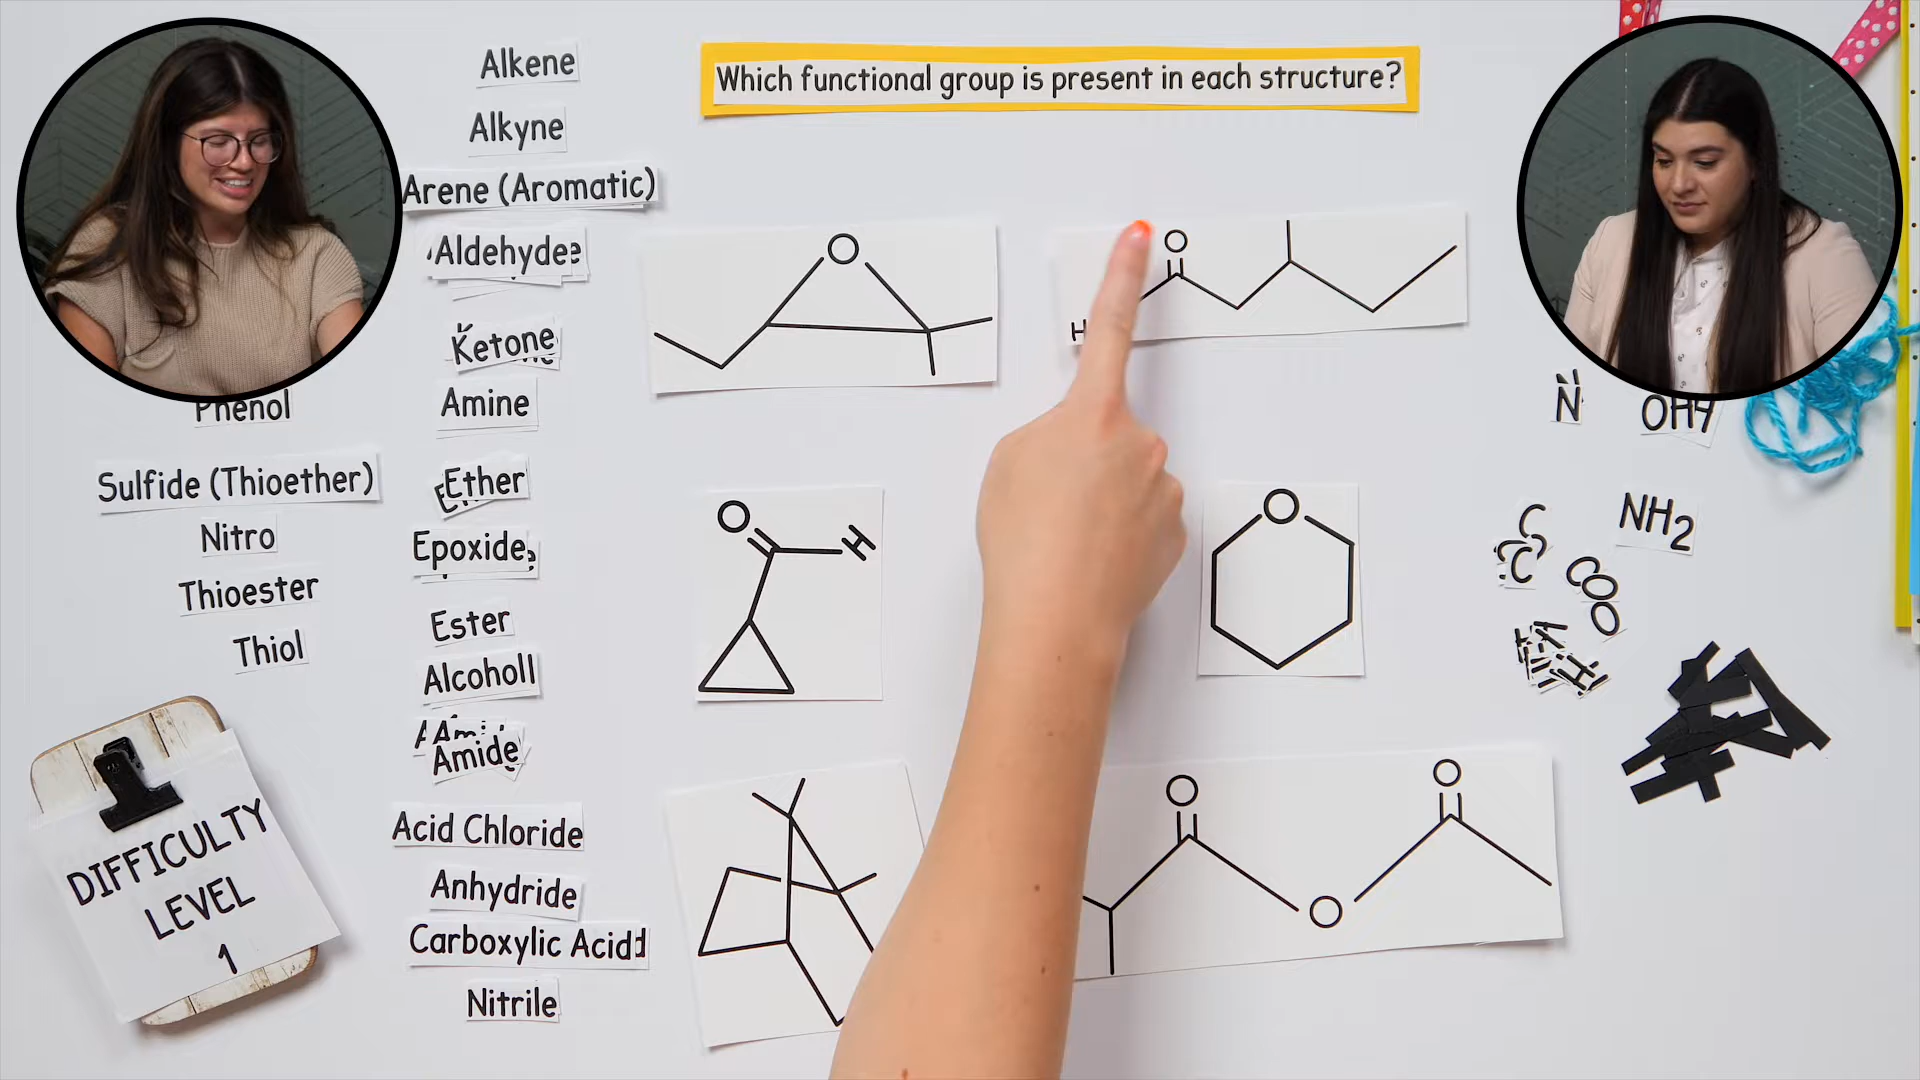 Which functional group is present in each structure?
Alkene
Alkyne
Arene (Aromatic)
Aldehyde
Ketone
Amine
Ether
Epoxide
Ester
Alcohol
Amide
Acid Chloride
Anhydride
Carboxylic Acid
Nitrile
Phenol
Sulfide (Thioether)
Nitro
Thioester
Thiol
DIFFICULTY
LEVEL
1
O
O
H
O
H
O
O
O
O
N
OH
NH2
C
C
O
O
O
H